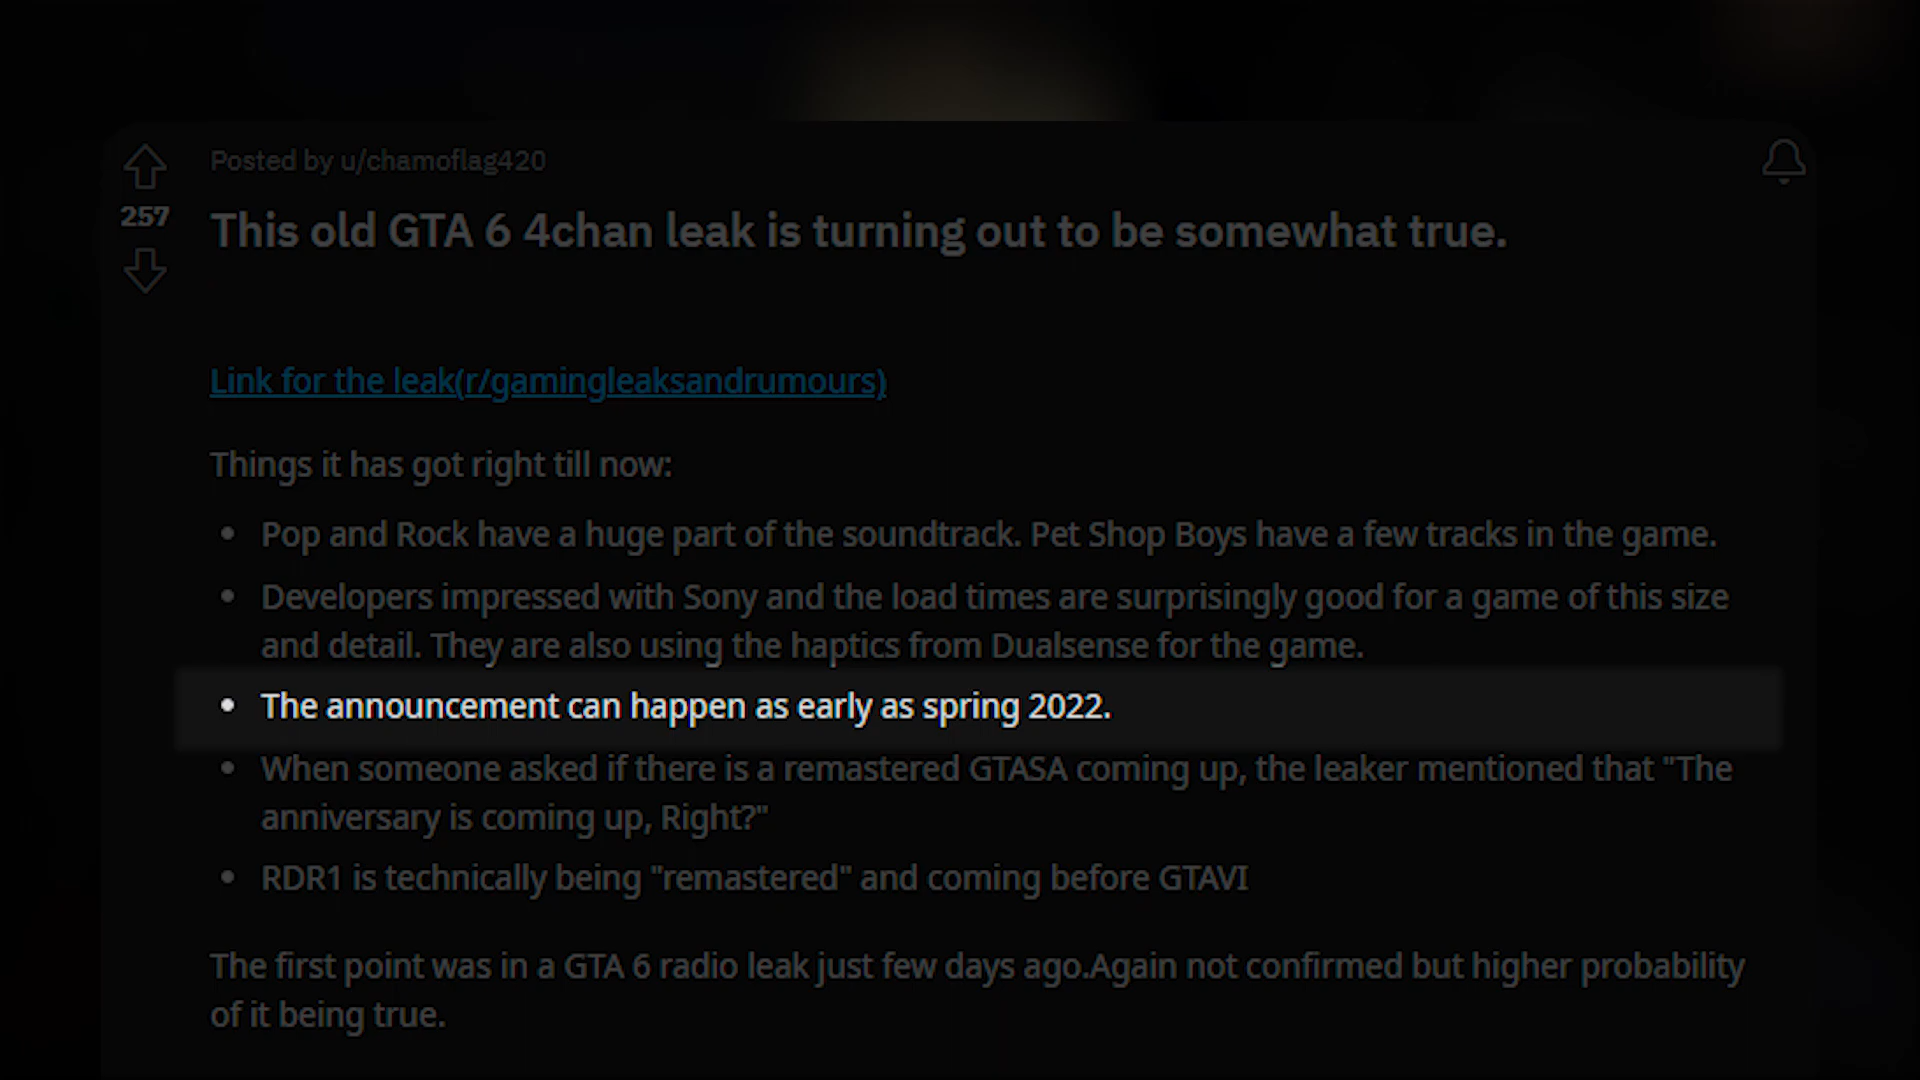 Posted by u/chamoflag420
257
This old GTA 6 4chan leak is turning out to be somewhat true.
Link for the leak(r/gamingleaksandrumours)
Things it has got right till now:
• Pop and Rock have a huge part of the soundtrack. Pet Shop Boys have a few tracks in the game.
• Developers impressed with Sony and the load times are surprisingly good for a game of this size
and detail. They are also using the haptics from Dualsense for the game.
• The announcement can happen as early as spring 2022.
• When someone asked if there is a remastered GTASA coming up, the leaker mentioned that "The
anniversary is coming up, Right?"
• RDR1 is technically being "remastered" and coming before GTAVI
The first point was in a GTA 6 radio leak just few days ago.Again not confirmed but higher probability
of it being true.